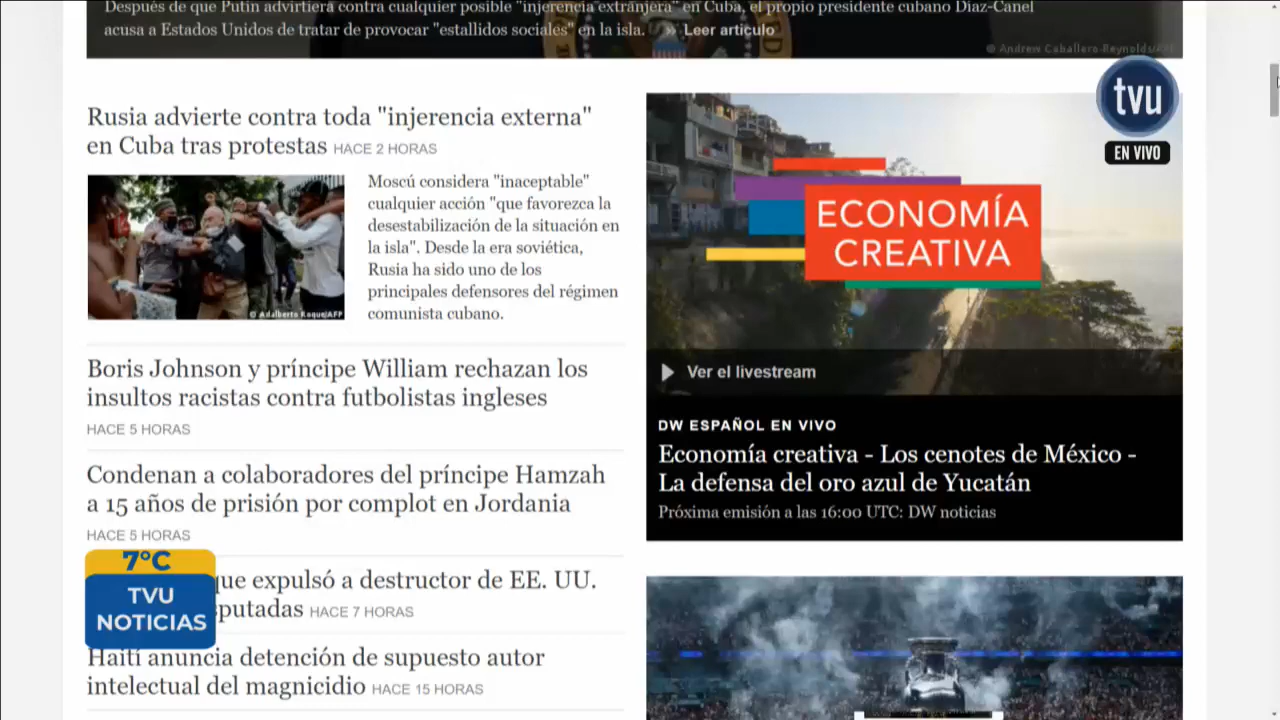 Después de que Putin advirtiera contra cualquier posible "injerencia extranjera" en Cuba, el propio presidente cubano Díaz-Canel
acusa a Estados Unidos de tratar de provocar "estallidos sociales" en la isla. » Leer artículo
© Andrew Caballero-Reynolds/AFP
tvu
EN VIVO
Rusia advierte contra toda "injerencia externa"
en Cuba tras protestas HACE 2 HORAS
Moscú considera "inaceptable"
cualquier acción "que favorezca la
desestabilización de la situación en
la isla". Desde la era soviética,
Rusia ha sido uno de los
principales defensores del régimen
comunista cubano.
© Adalberto Roque/AFP
Boris Johnson y príncipe William rechazan los
insultos racistas contra futbolistas ingleses
HACE 5 HORAS
Condenan a colaboradores del príncipe Hamzah
a 15 años de prisión por complot en Jordania
HACE 5 HORAS
que expulsó a destructor de EE. UU.
putadas HACE 7 HORAS
7°C
TVU
NOTICIAS
Haití anuncia detención de supuesto autor
intelectual del magnicidio HACE 15 HORAS
ECONOMÍA
CREATIVA
Ver el livestream
DW ESPAÑOL EN VIVO
Economía creativa - Los cenotes de México -
La defensa del oro azul de Yucatán
Próxima emisión a las 16:00 UTC: DW noticias